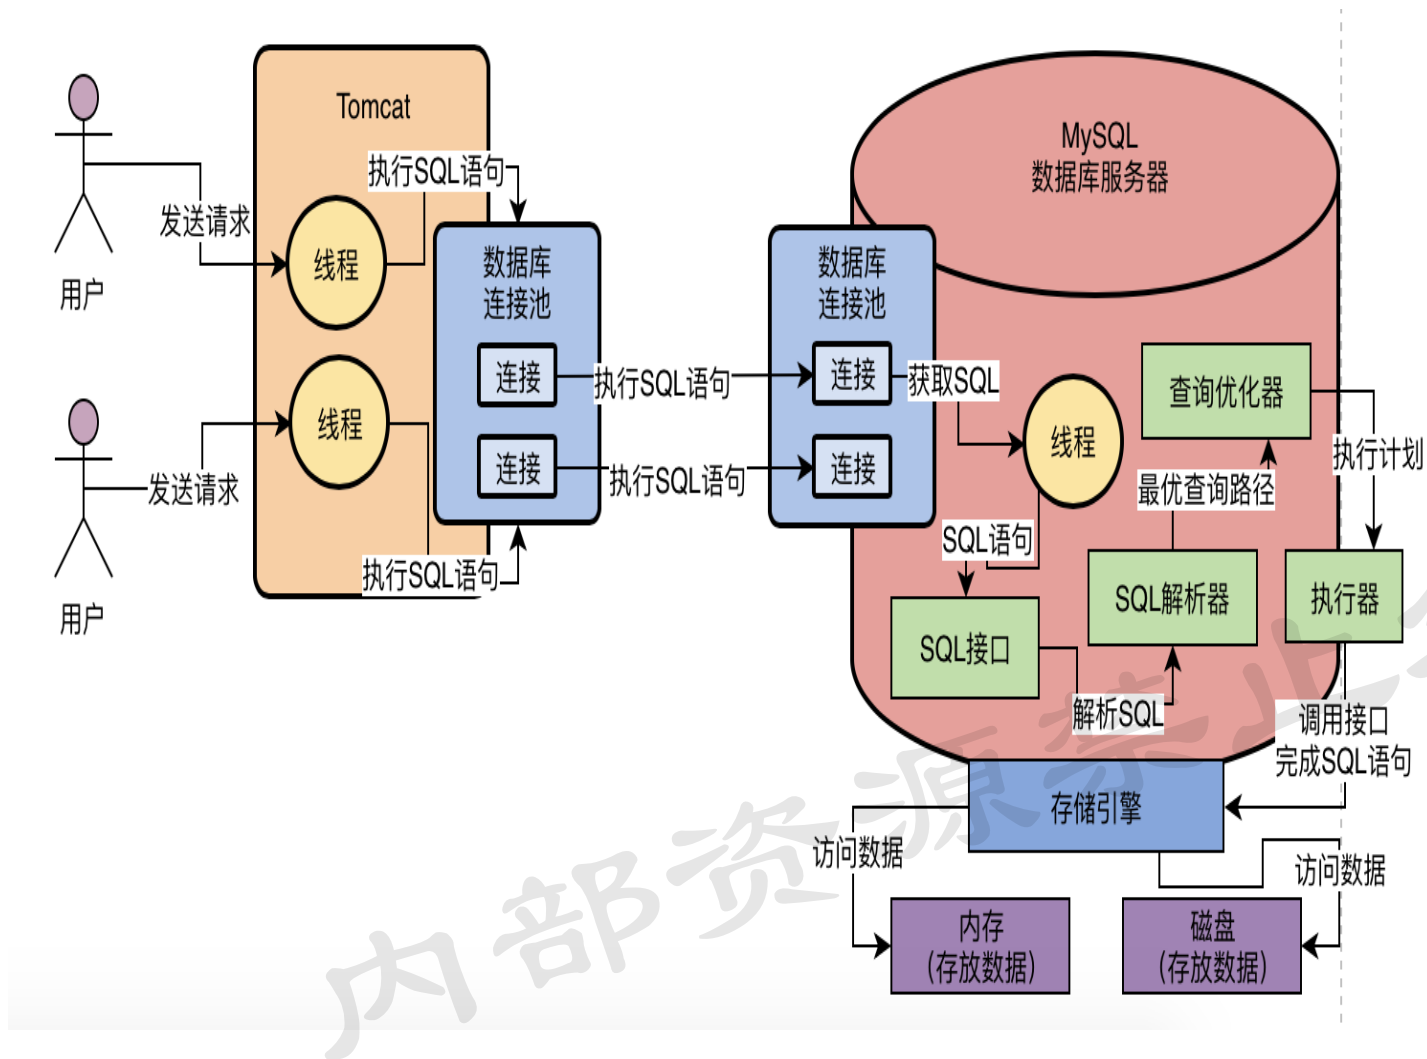 Tomcat
执行SQL语句
发送请求
线程
用户
数据库
连接池
连接
连接
线程
发送请求
用户
执行SQL语句
执行SQL语句
执行SQL语句
MySQL
数据库服务器
数据库
连接池
连接
连接
获取SQL
线程
查询优化器
执行计划
最优查询路径
SQL语句
SQL接口
SQL解析器
执行器
解析SQL
调用接口
完成SQL语句
存储引擎
访问数据
访问数据
内存
(存放数据)
磁盘
(存放数据)
内部资源禁止